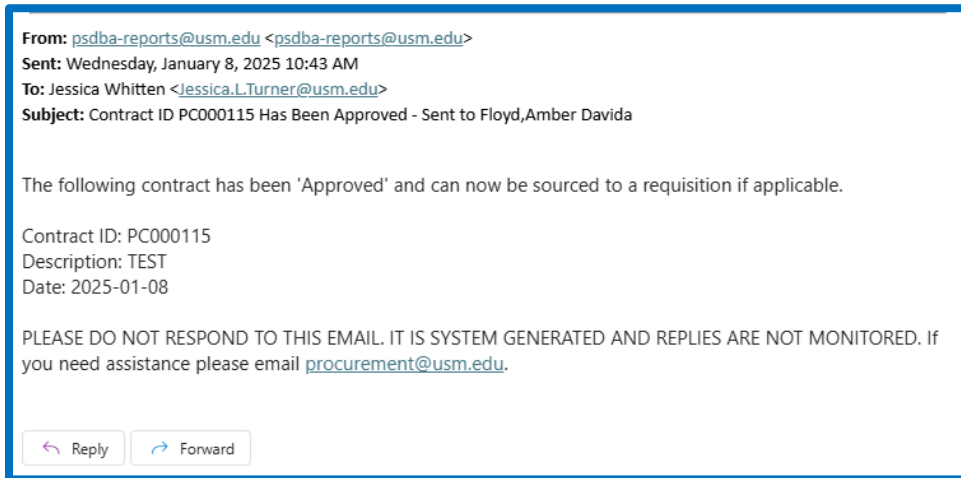 From: psdba-reports@usm.edu <psdba-reports@usm.edu>
Sent: Wednesday, January 8, 2025 10:43 AM
To: Jessica Whitten <Jessica.L.Turner@usm.edu>
Subject: Contract ID PC000115 Has Been Approved - Sent to Floyd,Amber Davida
The following contract has been 'Approved' and can now be sourced to a requisition if applicable.
Contract ID: PC000115
Description: TEST
Date: 2025-01-08
PLEASE DO NOT RESPOND TO THIS EMAIL. IT IS SYSTEM GENERATED AND REPLIES ARE NOT MONITORED. If
you need assistance please email procurement@usm.edu.
Reply Forward